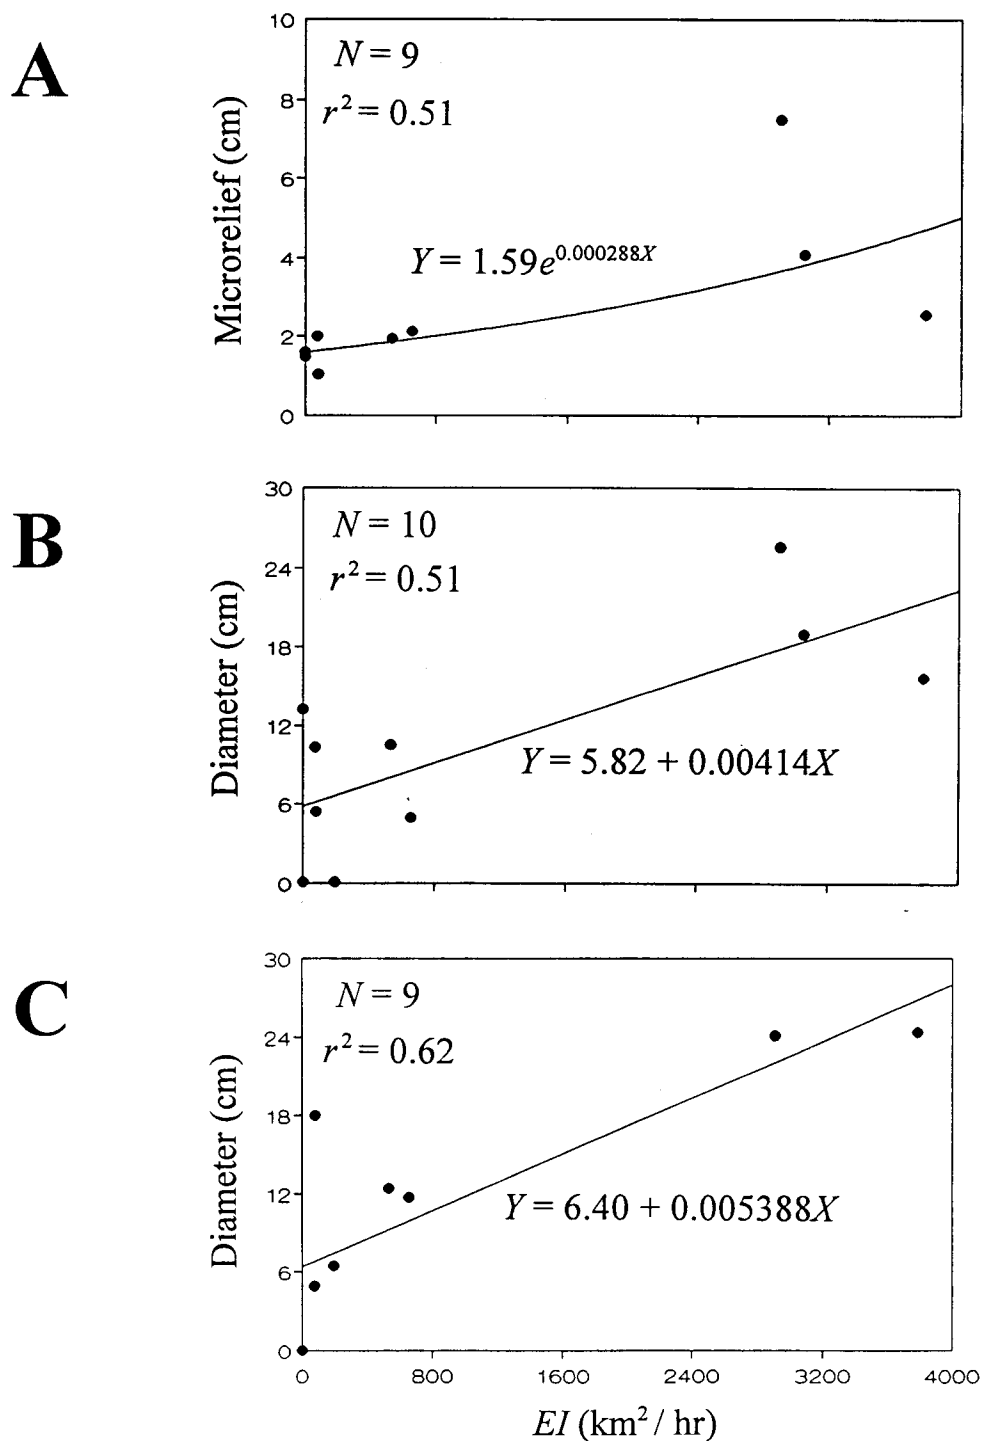 A
10
8
6
4
2
0
Microrelief (cm)
N = 9
r² = 0.51
Y = 1.59e^0.000288X
B
30
24
18
12
6
0
Diameter (cm)
N = 10
r² = 0.51
Y = 5.82 + 0.00414X
C
30
24
18
12
6
0
Diameter (cm)
N = 9
r² = 0.62
Y = 6.40 + 0.005388X
0 800 1600 2400 3200 4000
EI (km² / hr)